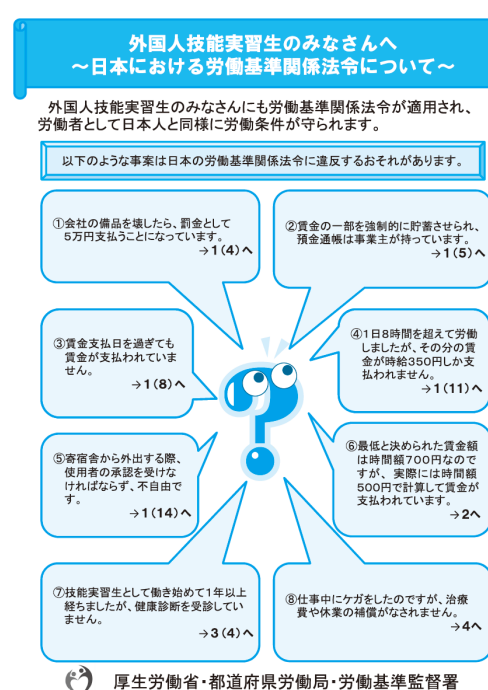 外国人技能実習生のみなさんへ
～日本における労働基準関係法令について～
外国人技能実習生のみなさんにも労働基準関係法令が適用され、
労働者として日本人と同様に労働条件が守られます。
以下のような事案は日本の労働基準関係法令に違反するおそれがあります。
①会社の備品を壊したら、罰金として
5万円支払うことになっています。
→1(4)へ
②賃金の一部を強制的に貯蓄させられ、
預金通帳は事業主が持っています。
→1(5)へ
③賃金支払日を過ぎても
賃金が支払われていま
せん。
→1(8)へ
④1日8時間を超えて労働
しましたが、その分の賃
金が時給350円しか支
払われません。
→1(11)へ
⑤寄宿舎から外出する際、
使用者の承認を受けな
ければならず、不自由で
す。
→1(14)へ
⑥最低と決められた賃金額
は時間額700円なので
すが、実際には時間額
500円で計算して賃金が
支払われています。
→2へ
⑦技能実習生として働き始めて1年以上
経ちましたが、健康診断を受診してい
ません。
→3(4)へ
⑧仕事中にケガをしたのですが、治療
費や休業の補償がなされません。
→4へ
厚生労働省・都道府県労働局・労働基準監督署